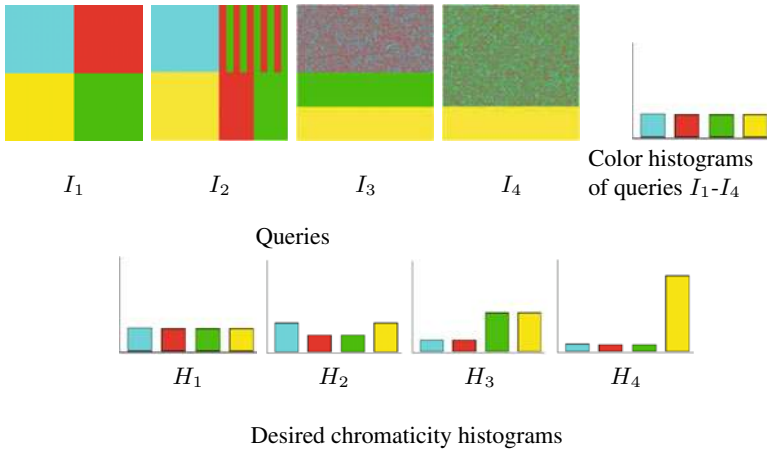 Color histograms
of queries I₁-I₄
I₁ I₂ I₃ I₄
Queries
H₁ H₂ H₃ H₄
Desired chromaticity histograms